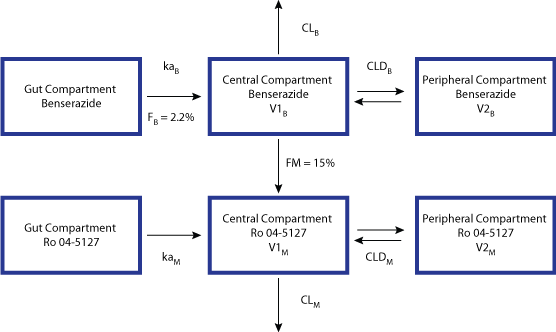 CL_B
ka_B
CLD_B
Gut Compartment
Benserazide
Central Compartment
Benserazide
V1_B
Peripheral Compartment
Benserazide
V2_B
F_B = 2.2%
FM = 15%
Gut Compartment
Ro 04-5127
Central Compartment
Ro 04-5127
V1_M
Peripheral Compartment
Ro 04-5127
V2_M
ka_M
CLD_M
CL_M